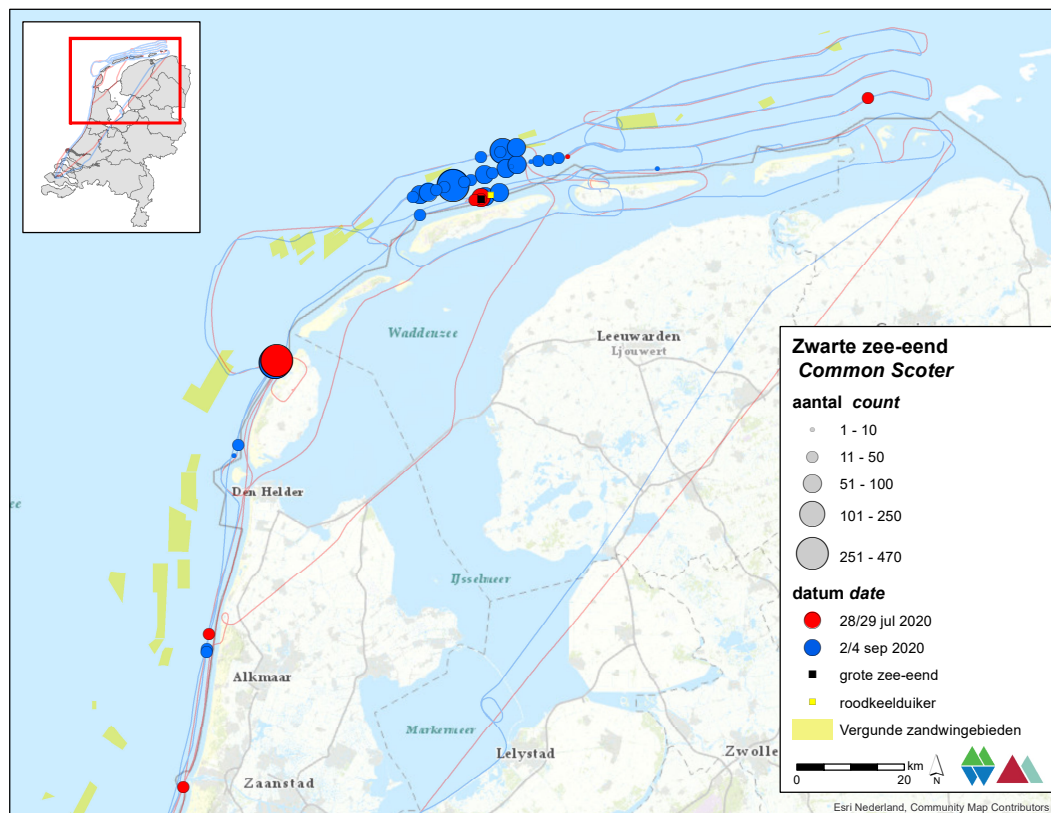 Waddenzee
Leeuwarden
Ljouwert
Den Helder
IJsselmeer
Alkmaar
Markermeer
Lelystad
Zwolle
Zaanstad
Zwarte zee-eend
Common Scoter
aantal count
1 - 10
11 - 50
51 - 100
101 - 250
251 - 470
datum date
28/29 jul 2020
2/4 sep 2020
grote zee-eend
roodkeelduiker
Vergunde zandwingebieden
km
0 20
N
Esri Nederland, Community Map Contributors